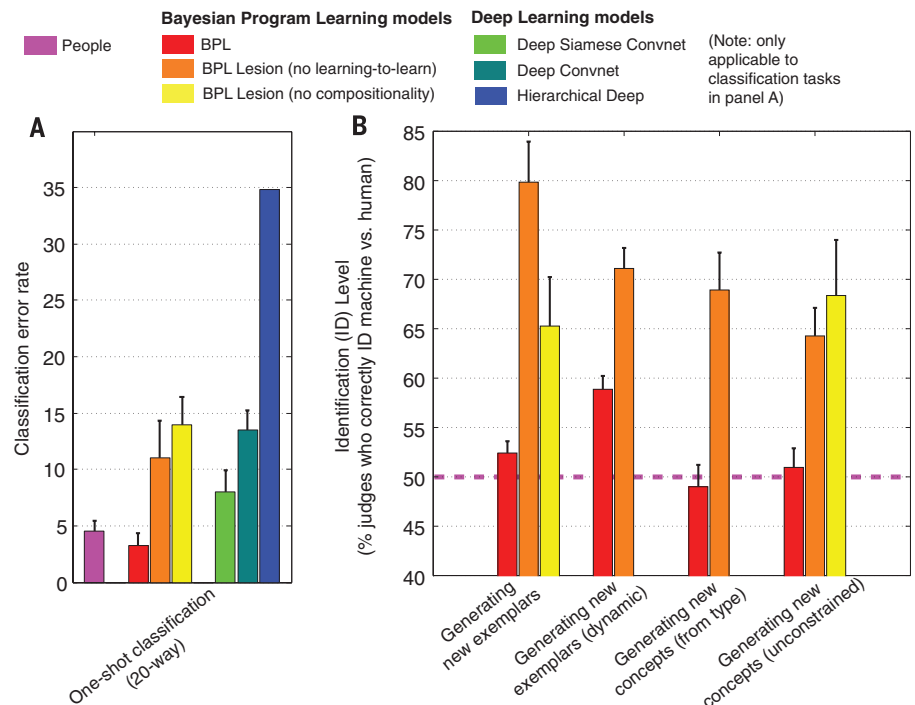 People
Bayesian Program Learning models
BPL
BPL Lesion (no learning-to-learn)
BPL Lesion (no compositionality)
Deep Learning models
Deep Siamese Convnet
Deep Convnet
Hierarchical Deep
(Note: only
applicable to
classification tasks
in panel A)
A
Classification error rate
35
30
25
20
15
10
5
0
One-shot classification
(20-way)
B
Identification (ID) Level
(% judges who correctly ID machine vs. human)
85
80
75
70
65
60
55
50
45
40
Generating
new exemplars
Generating new
exemplars (dynamic)
Generating new
concepts (from type)
Generating new
concepts (unconstrained)